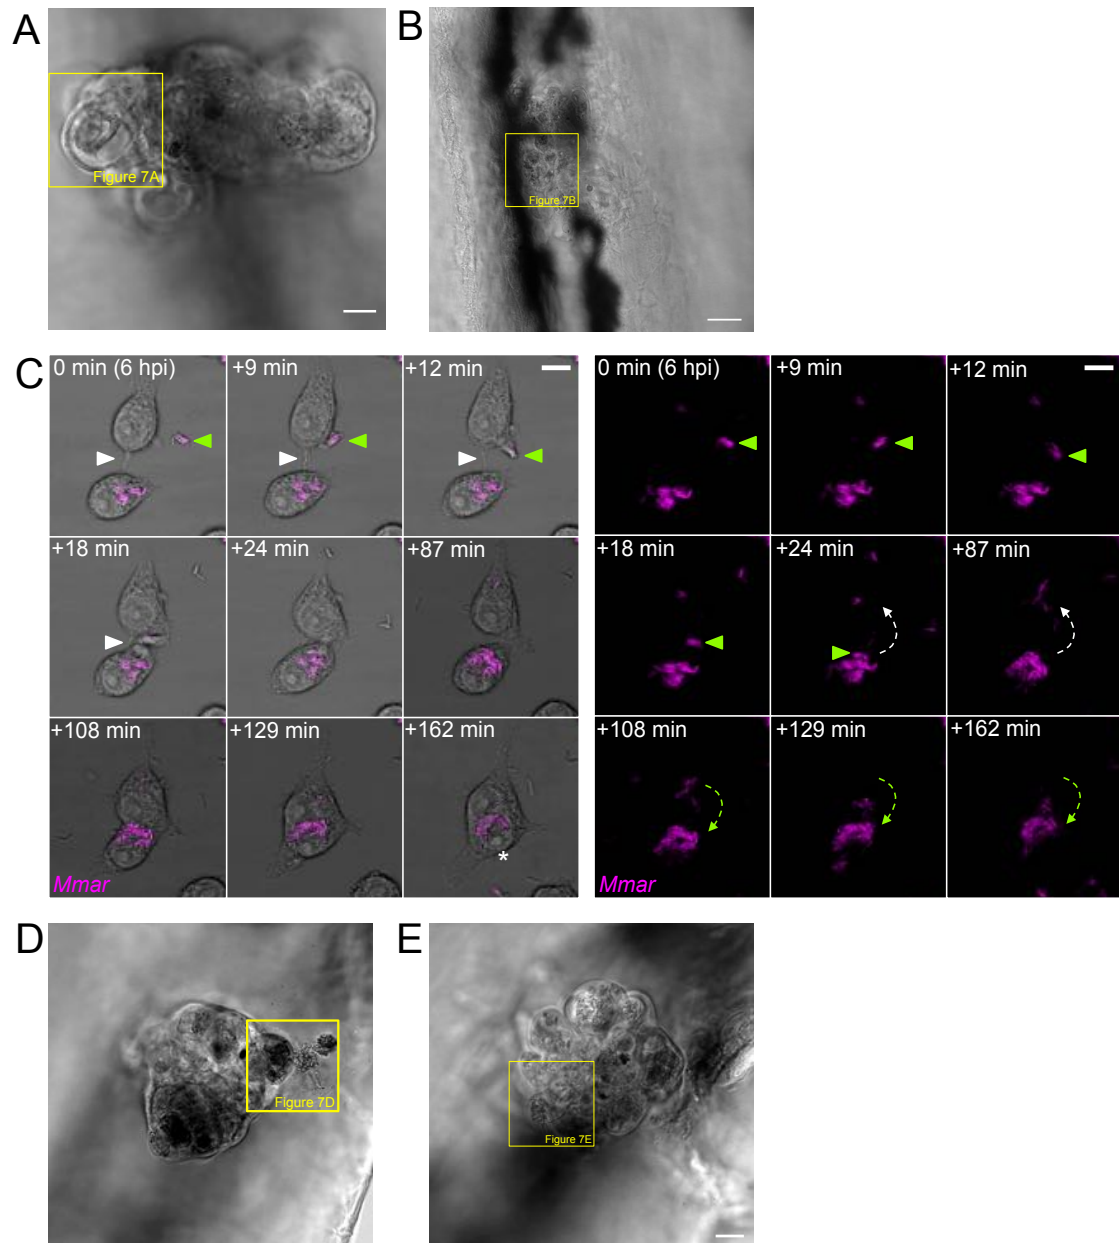 A
B
Figure 7A
Figure 7B
C
0 min (6 hpi)
+9 min
+12 min
0 min (6 hpi)
+9 min
+12 min
+18 min
+24 min
+87 min
+18 min
+24 min
+87 min
+108 min
+129 min
+162 min
+108 min
+129 min
+162 min
*
Mmar
Mmar
D
E
Figure 7D
Figure 7E